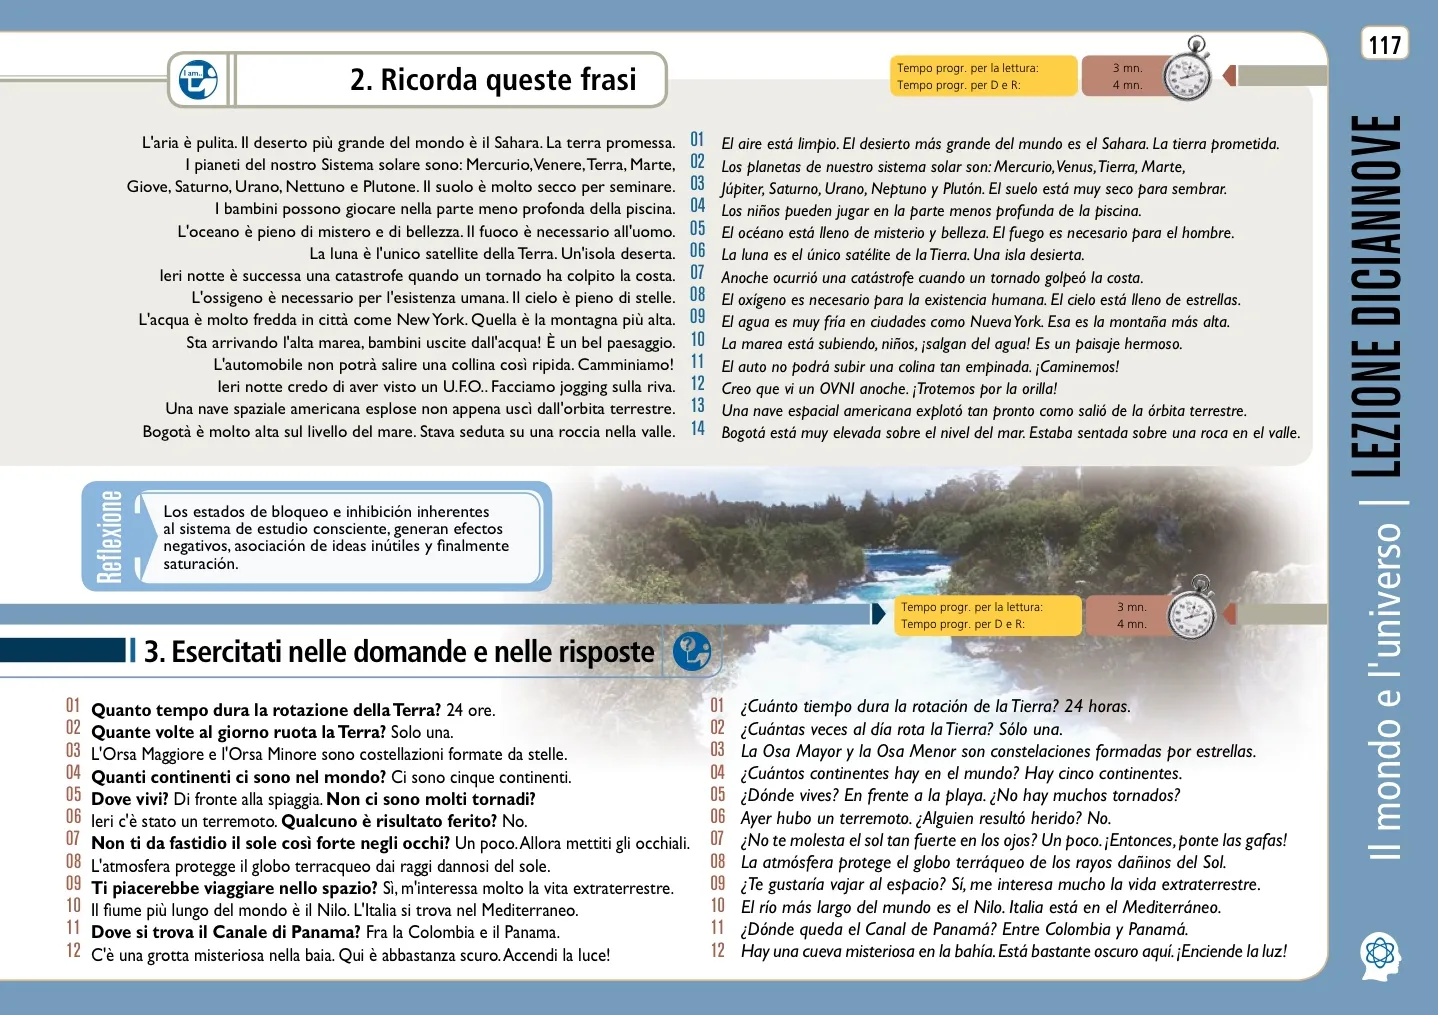 117
I am..
2. Ricorda queste frasi
Tempo progr. per la lettura: 3 mn.
Tempo progr. per D e R: 4 mn.
L'aria è pulita. Il deserto più grande del mondo è il Sahara. La terra promessa. 01 El aire está limpio. El desierto más grande del mundo es el Sahara. La tierra prometida.
I pianeti del nostro Sistema solare sono: Mercurio,Venere,Terra, Marte, 02 Los planetas de nuestro sistema solar son: Mercurio,Venus,Tierra, Marte,
Giove, Saturno, Urano, Nettuno e Plutone. Il suolo è molto secco per seminare. 03 Júpiter, Saturno, Urano, Neptuno y Plutón. El suelo está muy seco para sembrar.
I bambini possono giocare nella parte meno profonda della piscina. 04 Los niños pueden jugar en la parte menos profunda de la piscina.
L'oceano è pieno di mistero e di bellezza. Il fuoco è necessario all'uomo. 05 El océano está lleno de misterio y belleza. El fuego es necesario para el hombre.
La luna è l'unico satellite della Terra. Un'isola deserta. 06 La luna es el único satélite de la Tierra. Una isla desierta.
Ieri notte è successa una catastrofe quando un tornado ha colpito la costa. 07 Anoche ocurrió una catástrofe cuando un tornado golpeó la costa.
L'ossigeno è necessario per l'esistenza umana. Il cielo è pieno di stelle. 08 El oxígeno es necesario para la existencia humana. El cielo está lleno de estrellas.
L'acqua è molto fredda in città come New York. Quella è la montagna più alta. 09 El agua es muy fría en ciudades como Nueva York. Esa es la montaña más alta.
Sta arrivando l'alta marea, bambini uscite dall'acqua! È un bel paesaggio. 10 La marea está subiendo, niños, ¡salgan del agua! Es un paisaje hermoso.
L'automobile non potrà salire una collina così ripida. Camminiamo! 11 El auto no podrá subir una colina tan empinada. ¡Caminemos!
Ieri notte credo di aver visto un U.F.O.. Facciamo jogging sulla riva. 12 Creo que vi un OVNI anoche. ¡Trotemos por la orilla!
Una nave spaziale americana esplose non appena uscì dall'orbita terrestre. 13 Una nave espacial americana explotó tan pronto como salió de la órbita terrestre.
Bogotà è molto alta sul livello del mare. Stava seduta su una roccia nella valle. 14 Bogotá está muy elevada sobre el nivel del mar. Estaba sentada sobre una roca en el valle.
Reflexione
Los estados de bloqueo e inhibición inherentes
al sistema de estudio consciente, generan efectos
negativos, asociación de ideas inútiles y finalmente
saturación.
Tempo progr. per la lettura: 3 mn.
Tempo progr. per D e R: 4 mn.
3. Esercitati nelle domande e nelle risposte
01 Quanto tempo dura la rotazione della Terra? 24 ore. 01 ¿Cuánto tiempo dura la rotación de la Tierra? 24 horas.
02 Quante volte al giorno ruota la Terra? Solo una. 02 ¿Cuántas veces al día rota la Tierra? Sólo una.
03 L'Orsa Maggiore e l'Orsa Minore sono costellazioni formate da stelle. 03 La Osa Mayor y la Osa Menor son constelaciones formadas por estrellas.
04 Quanti continenti ci sono nel mondo? Ci sono cinque continenti. 04 ¿Cuántos continentes hay en el mundo? Hay cinco continentes.
05 Dove vivi? Di fronte alla spiaggia. Non ci sono molti tornadi? 05 ¿Dónde vives? En frente a la playa. ¿No hay muchos tornados?
06 Ieri c'è stato un terremoto. Qualcuno è risultato ferito? No. 06 Ayer hubo un terremoto. ¿Alguien resultó herido? No.
07 Non ti da fastidio il sole così forte negli occhi? Un poco. Allora mettiti gli occhiali. 07 ¿No te molesta el sol tan fuerte en los ojos? Un poco. ¡Entonces, ponte las gafas!
08 L'atmosfera protegge il globo terracqueo dai raggi dannosi del sole. 08 La atmósfera protege el globo terráqueo de los rayos dañinos del Sol.
09 Ti piacerebbe viaggiare nello spazio? Sì, m'interessa molto la vita extraterrestre. 09 ¿Te gustaría vajar al espacio? Sí, me interesa mucho la vida extraterrestre.
10 Il fiume più lungo del mondo è il Nilo. L'Italia si trova nel Mediterraneo. 10 El río más largo del mundo es el Nilo. Italia está en el Mediterráneo.
11 Dove si trova il Canale di Panama? Fra la Colombia e il Panama. 11 ¿Dónde queda el Canal de Panamá? Entre Colombia y Panamá.
12 C'è una grotta misteriosa nella baia. Qui è abbastanza scuro. Accendi la luce! 12 Hay una cueva misteriosa en la bahía. Está bastante oscuro aquí. ¡Enciende la luz!
Il mondo e l'universo | LEZIONE DICIANNOVE